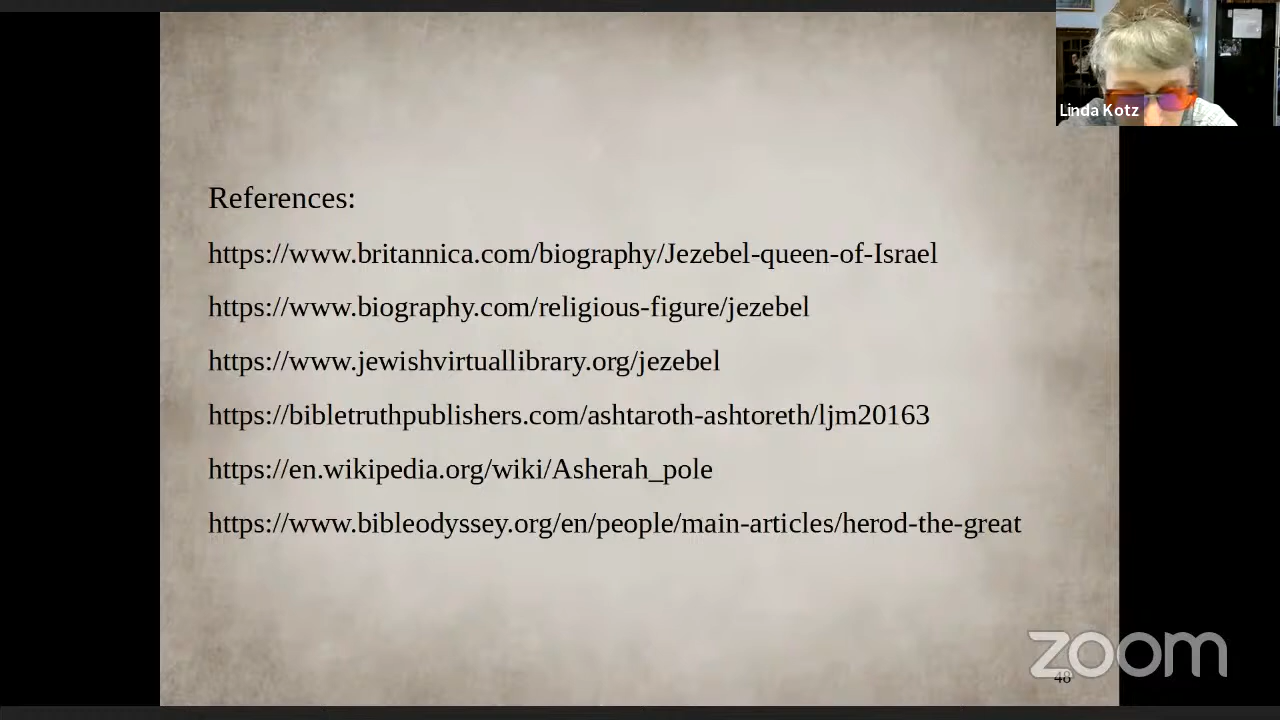 Linda Kotz
References:
https://www.britannica.com/biography/Jezebel-queen-of-Israel
https://www.biography.com/religious-figure/jezebel
https://www.jewishvirtuallibrary.org/jezebel
https://bibletruthpublishers.com/ashtaroth-ashtoreth/ljm20163
https://en.wikipedia.org/wiki/Asherah_pole
https://www.bibleodyssey.org/en/people/main-articles/herod-the-great
zoom
48